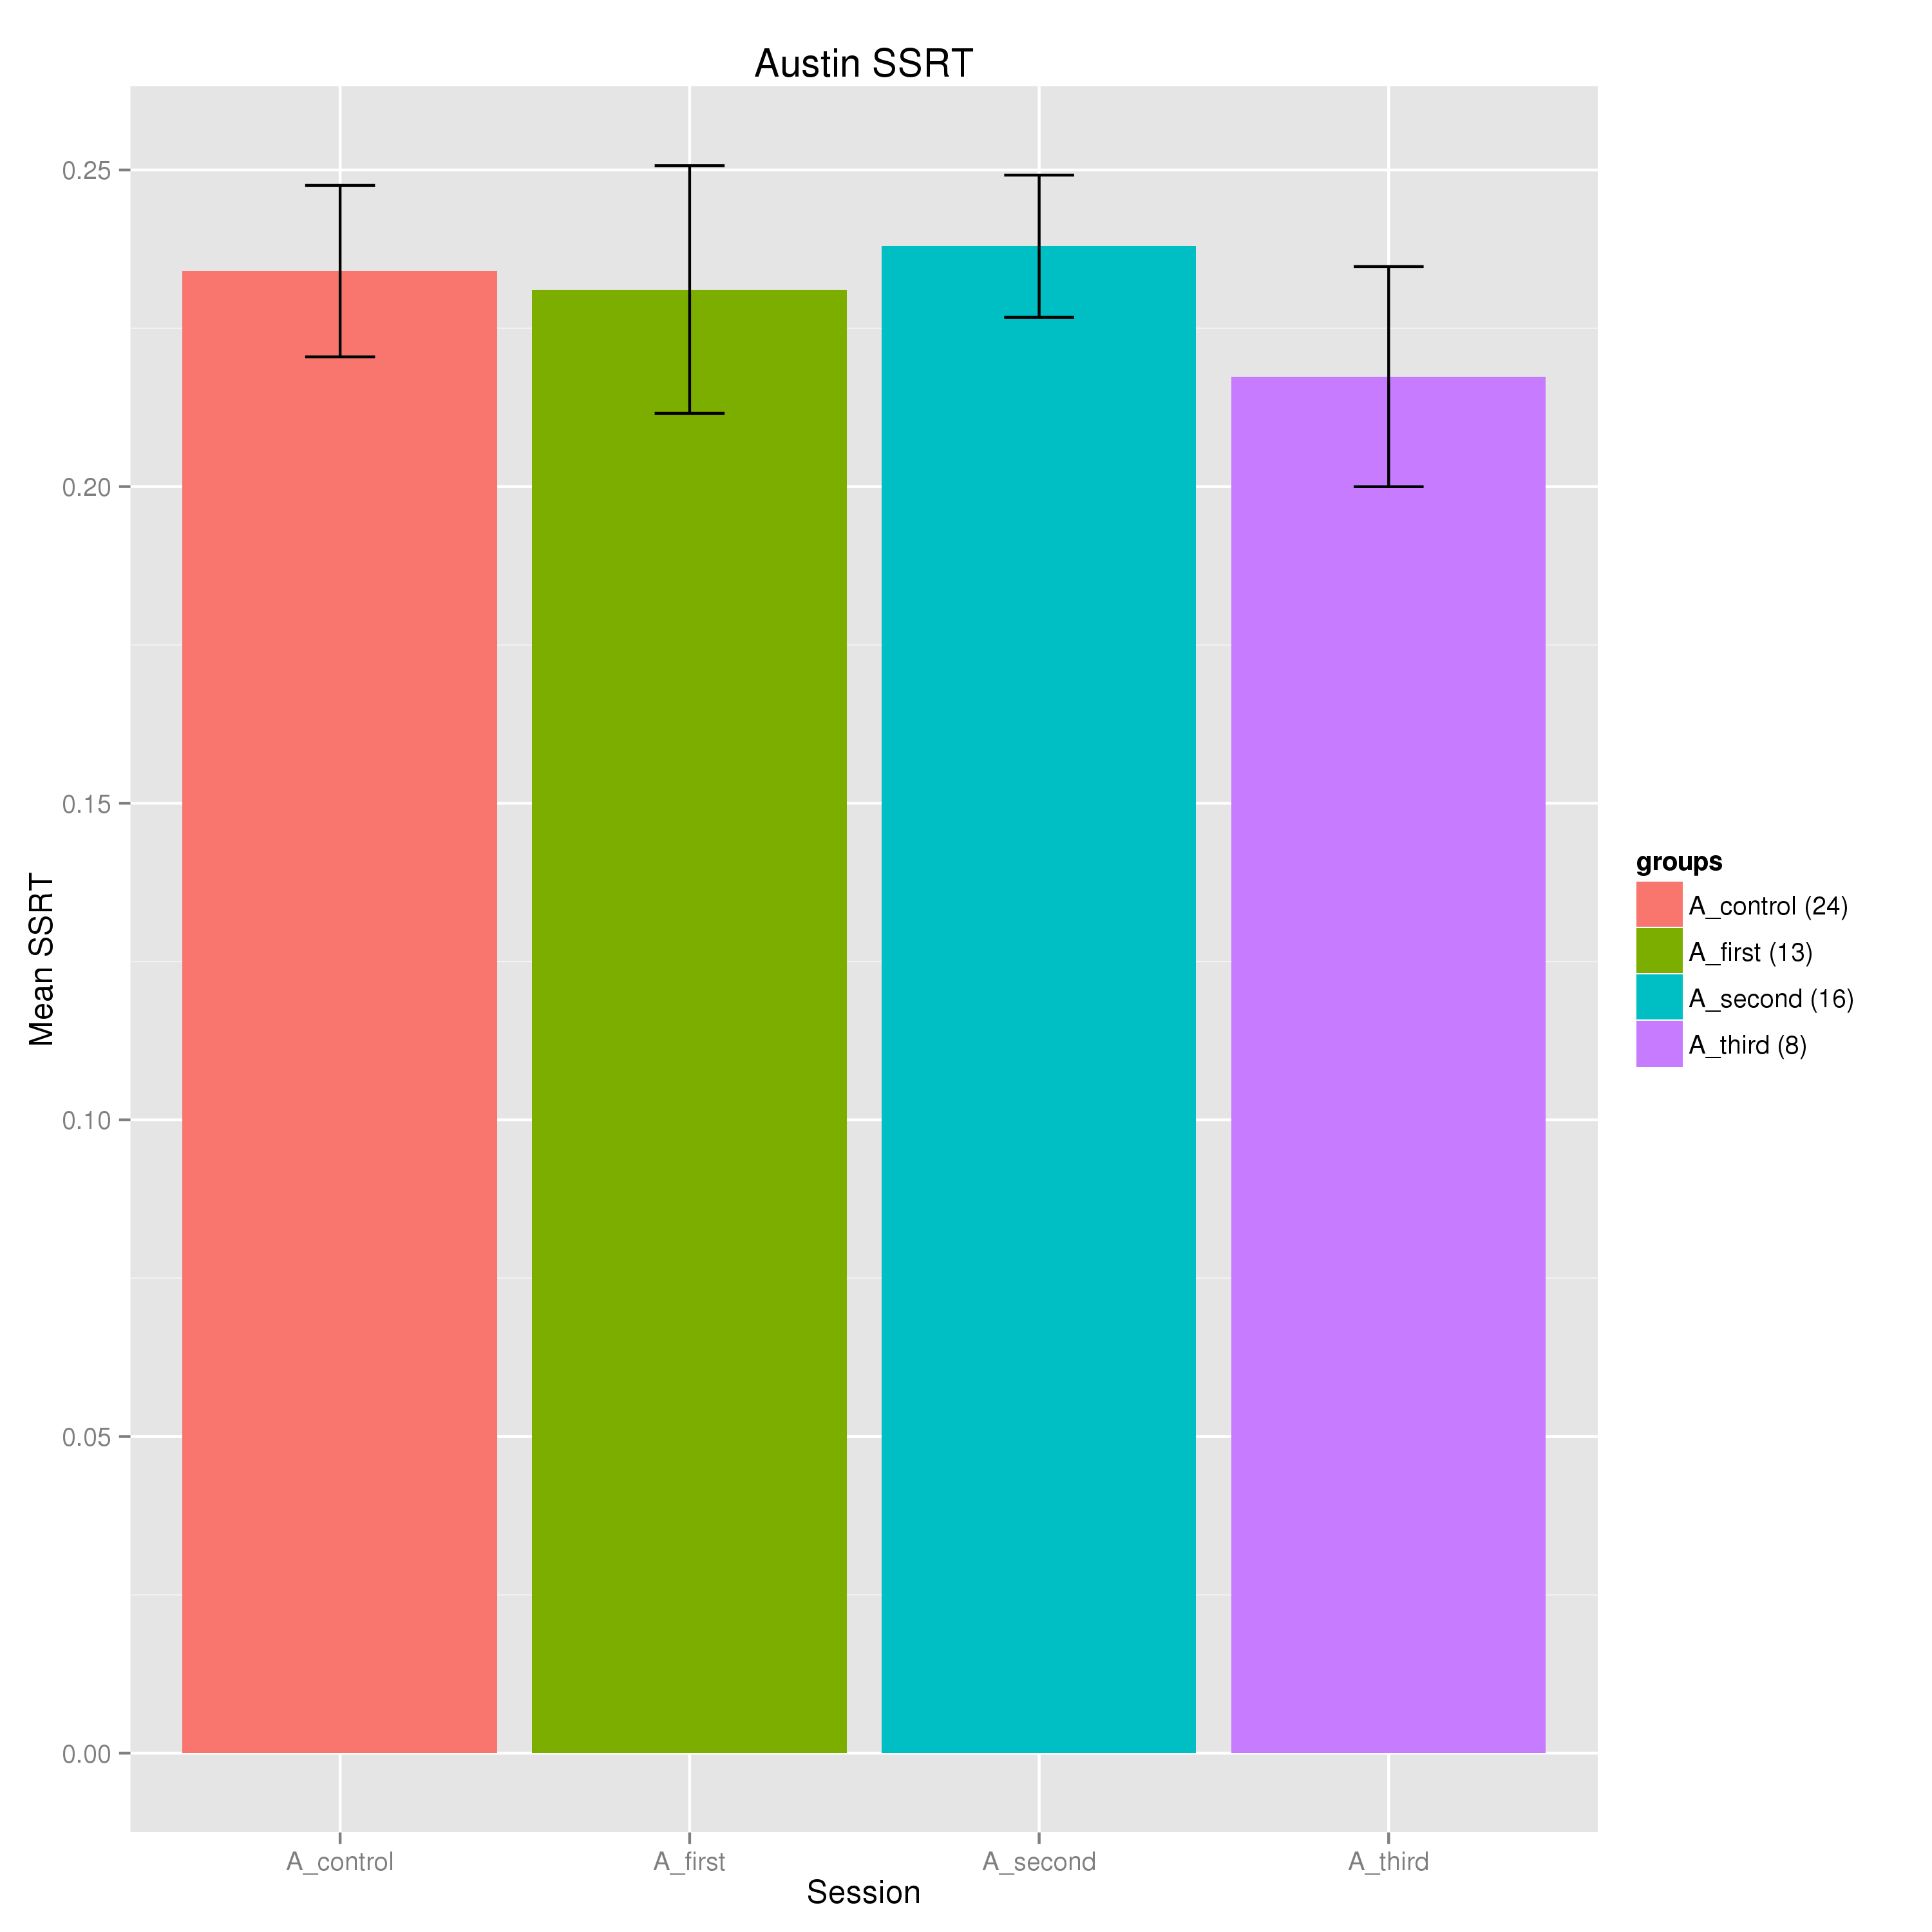 Austin SSRT
Mean SSRT
0.25
0.20
0.15
0.10
0.05
0.00
A_control
A_first
A_second
A_third
Session
groups
A_control (24)
A_first (13)
A_second (16)
A_third (8)